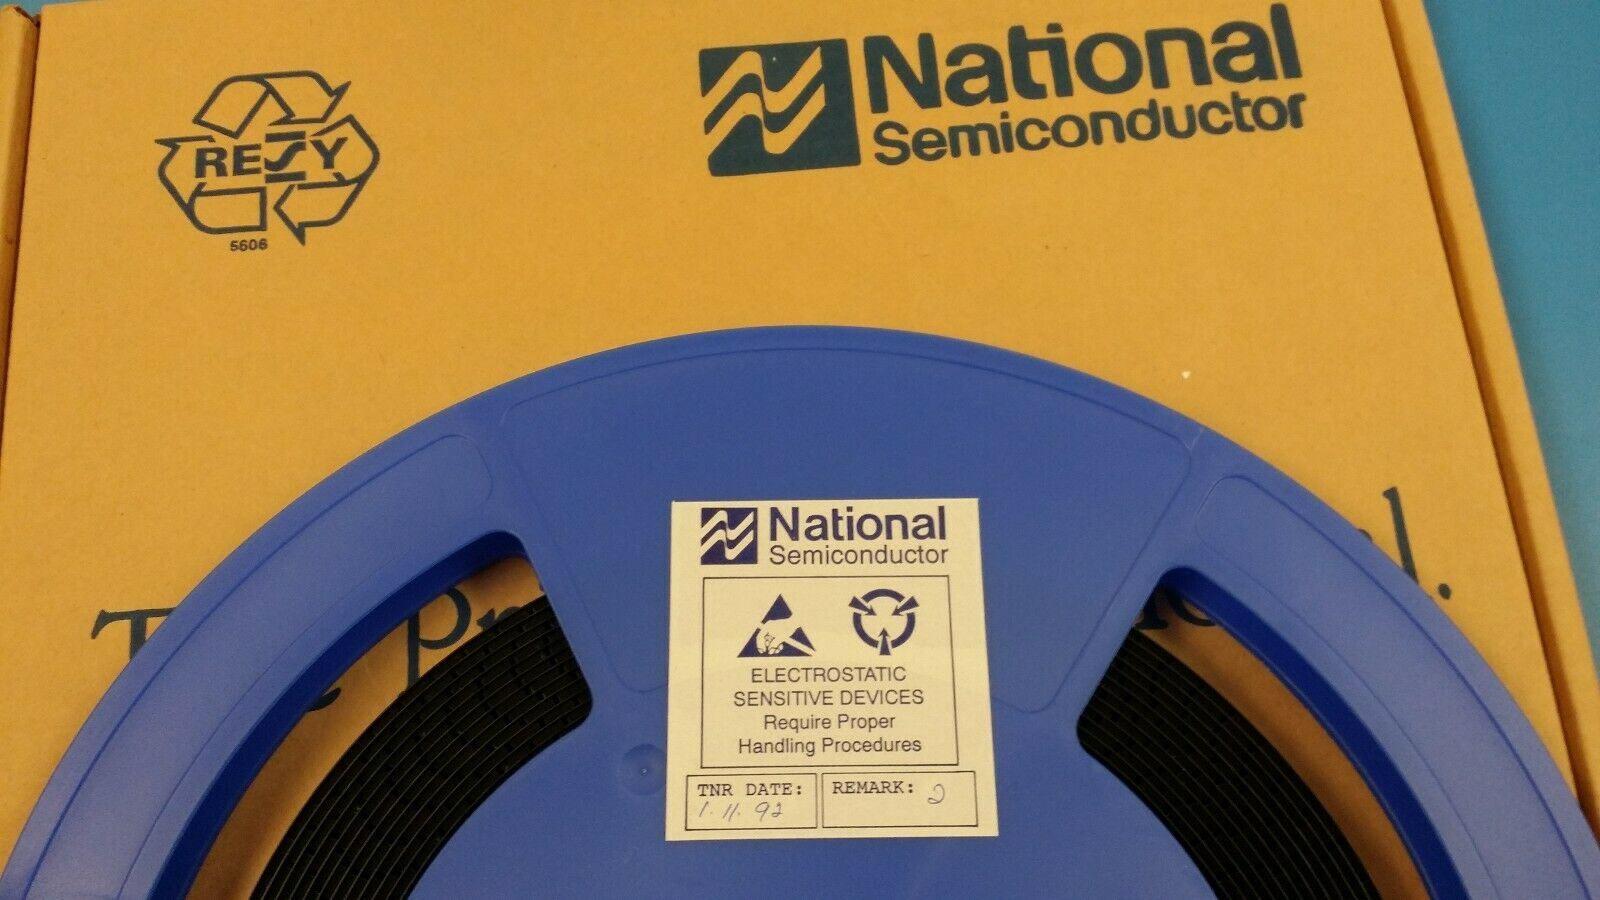 RESY
5606
National
Semiconductor
National
Semiconductor
ELECTROSTATIC
SENSITIVE DEVICES
Require Proper
Handling Procedures
TNR DATE:
1.11.92
REMARK: 2